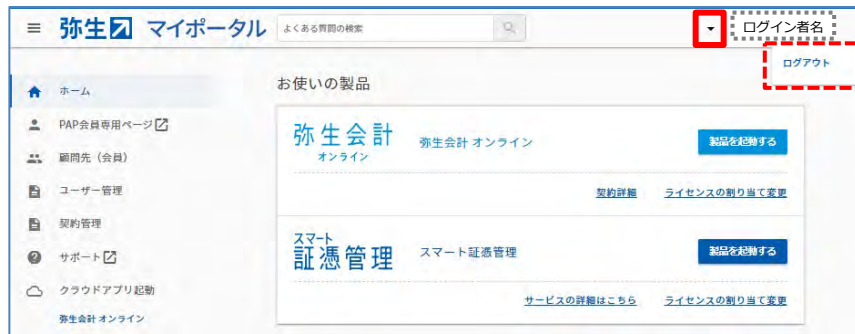 弥生 マイポータル
よくある質問の検索
ログイン者名
ログアウト
ホーム
PAP会員専用ページ
顧問先（会員）
ユーザー管理
契約管理
サポート
クラウドアプリ起動
弥生会計 オンライン
お使いの製品
弥生会計
オンライン
弥生会計 オンライン
製品を起動する
契約詳細
ライセンスの割り当て変更
スマート
証憑管理
スマート証憑管理
製品を起動する
サービスの詳細はこちら
ライセンスの割り当て変更